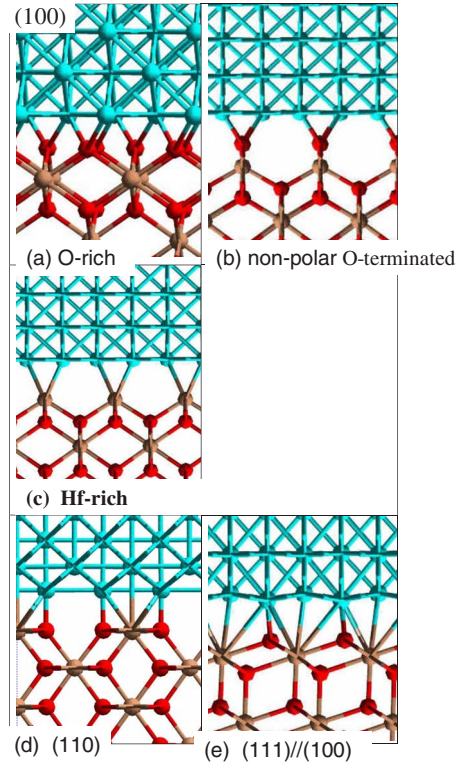 (100)
(a) O-rich
(b) non-polar O-terminated
(c) Hf-rich
(d) (110)
(e) (111)//(100)